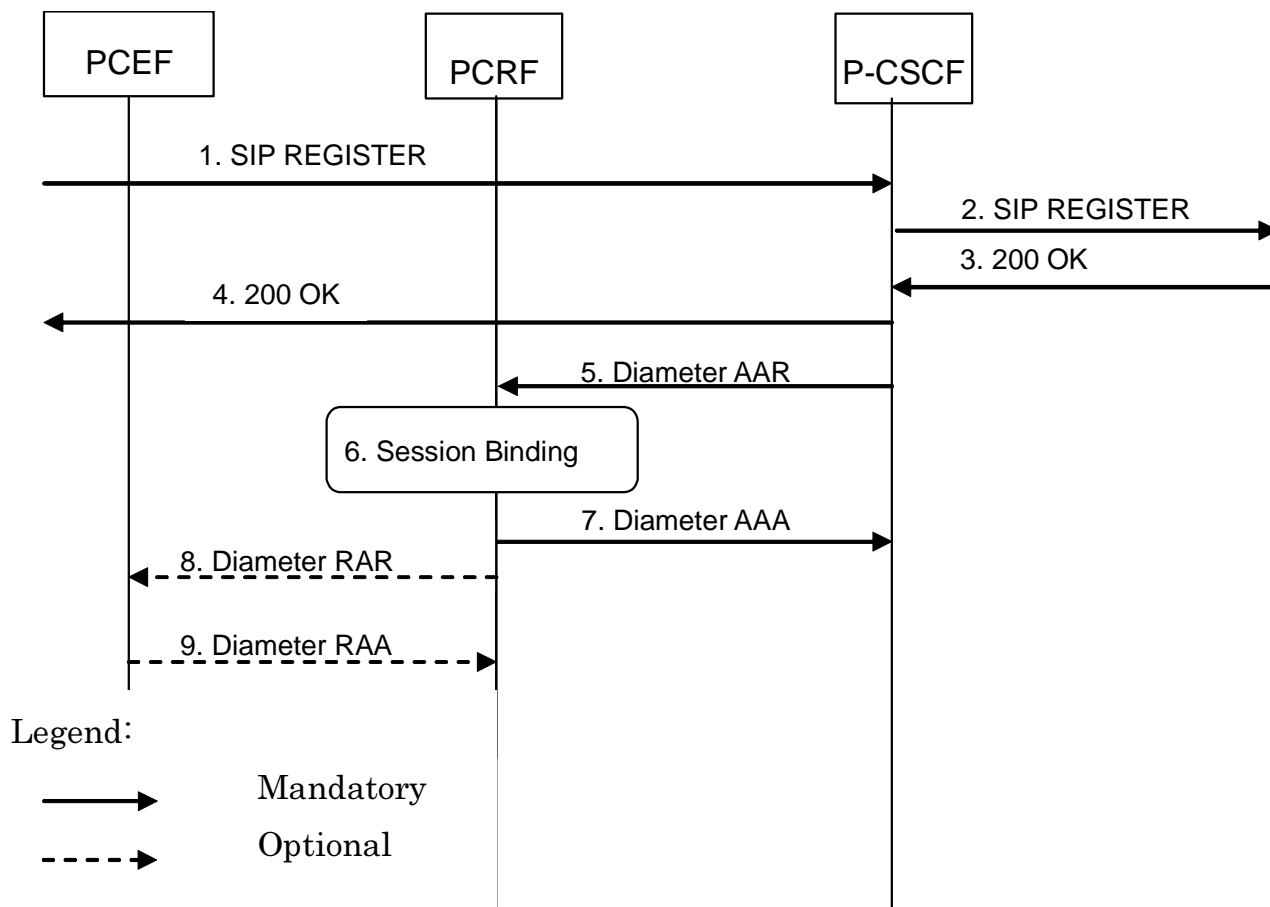 PCEF
PCRF
P-CSCF
1. SIP REGISTER
2. SIP REGISTER
3. 200 OK
4. 200 OK
5. Diameter AAR
6. Session Binding
7. Diameter AAA
8. Diameter RAR
9. Diameter RAA
Legend:
Mandatory
Optional